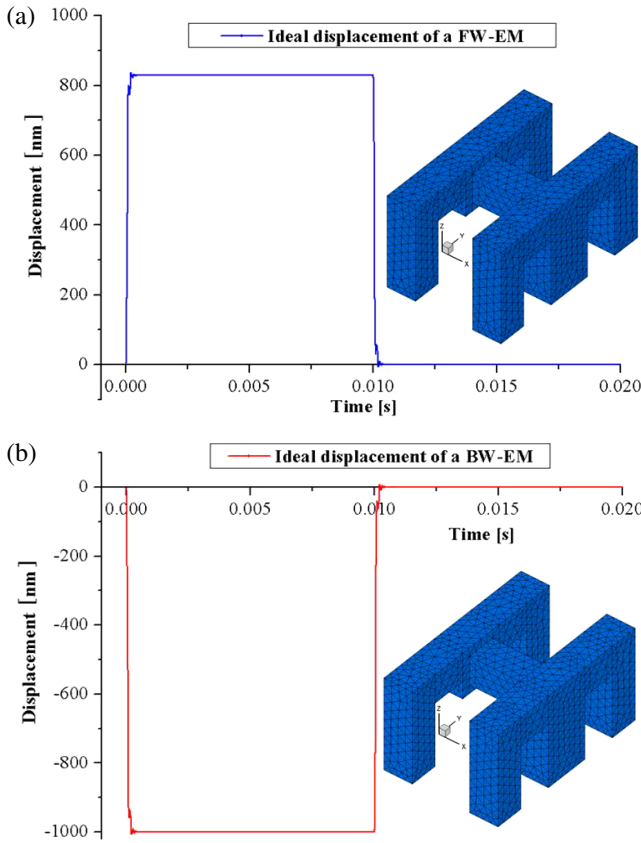 (a)
1000
Ideal displacement of a FW-EM
800
600
400
200
0
Displacement [nm]
0.000
0.005
0.010
0.015
0.020
Time [s]
Z
Y
X
(b)
Ideal displacement of a BW-EM
0
-200
-400
-600
-800
-1000
Displacement [nm]
0.000
0.005
0.010
0.015
0.020
Time [s]
Z
Y
X